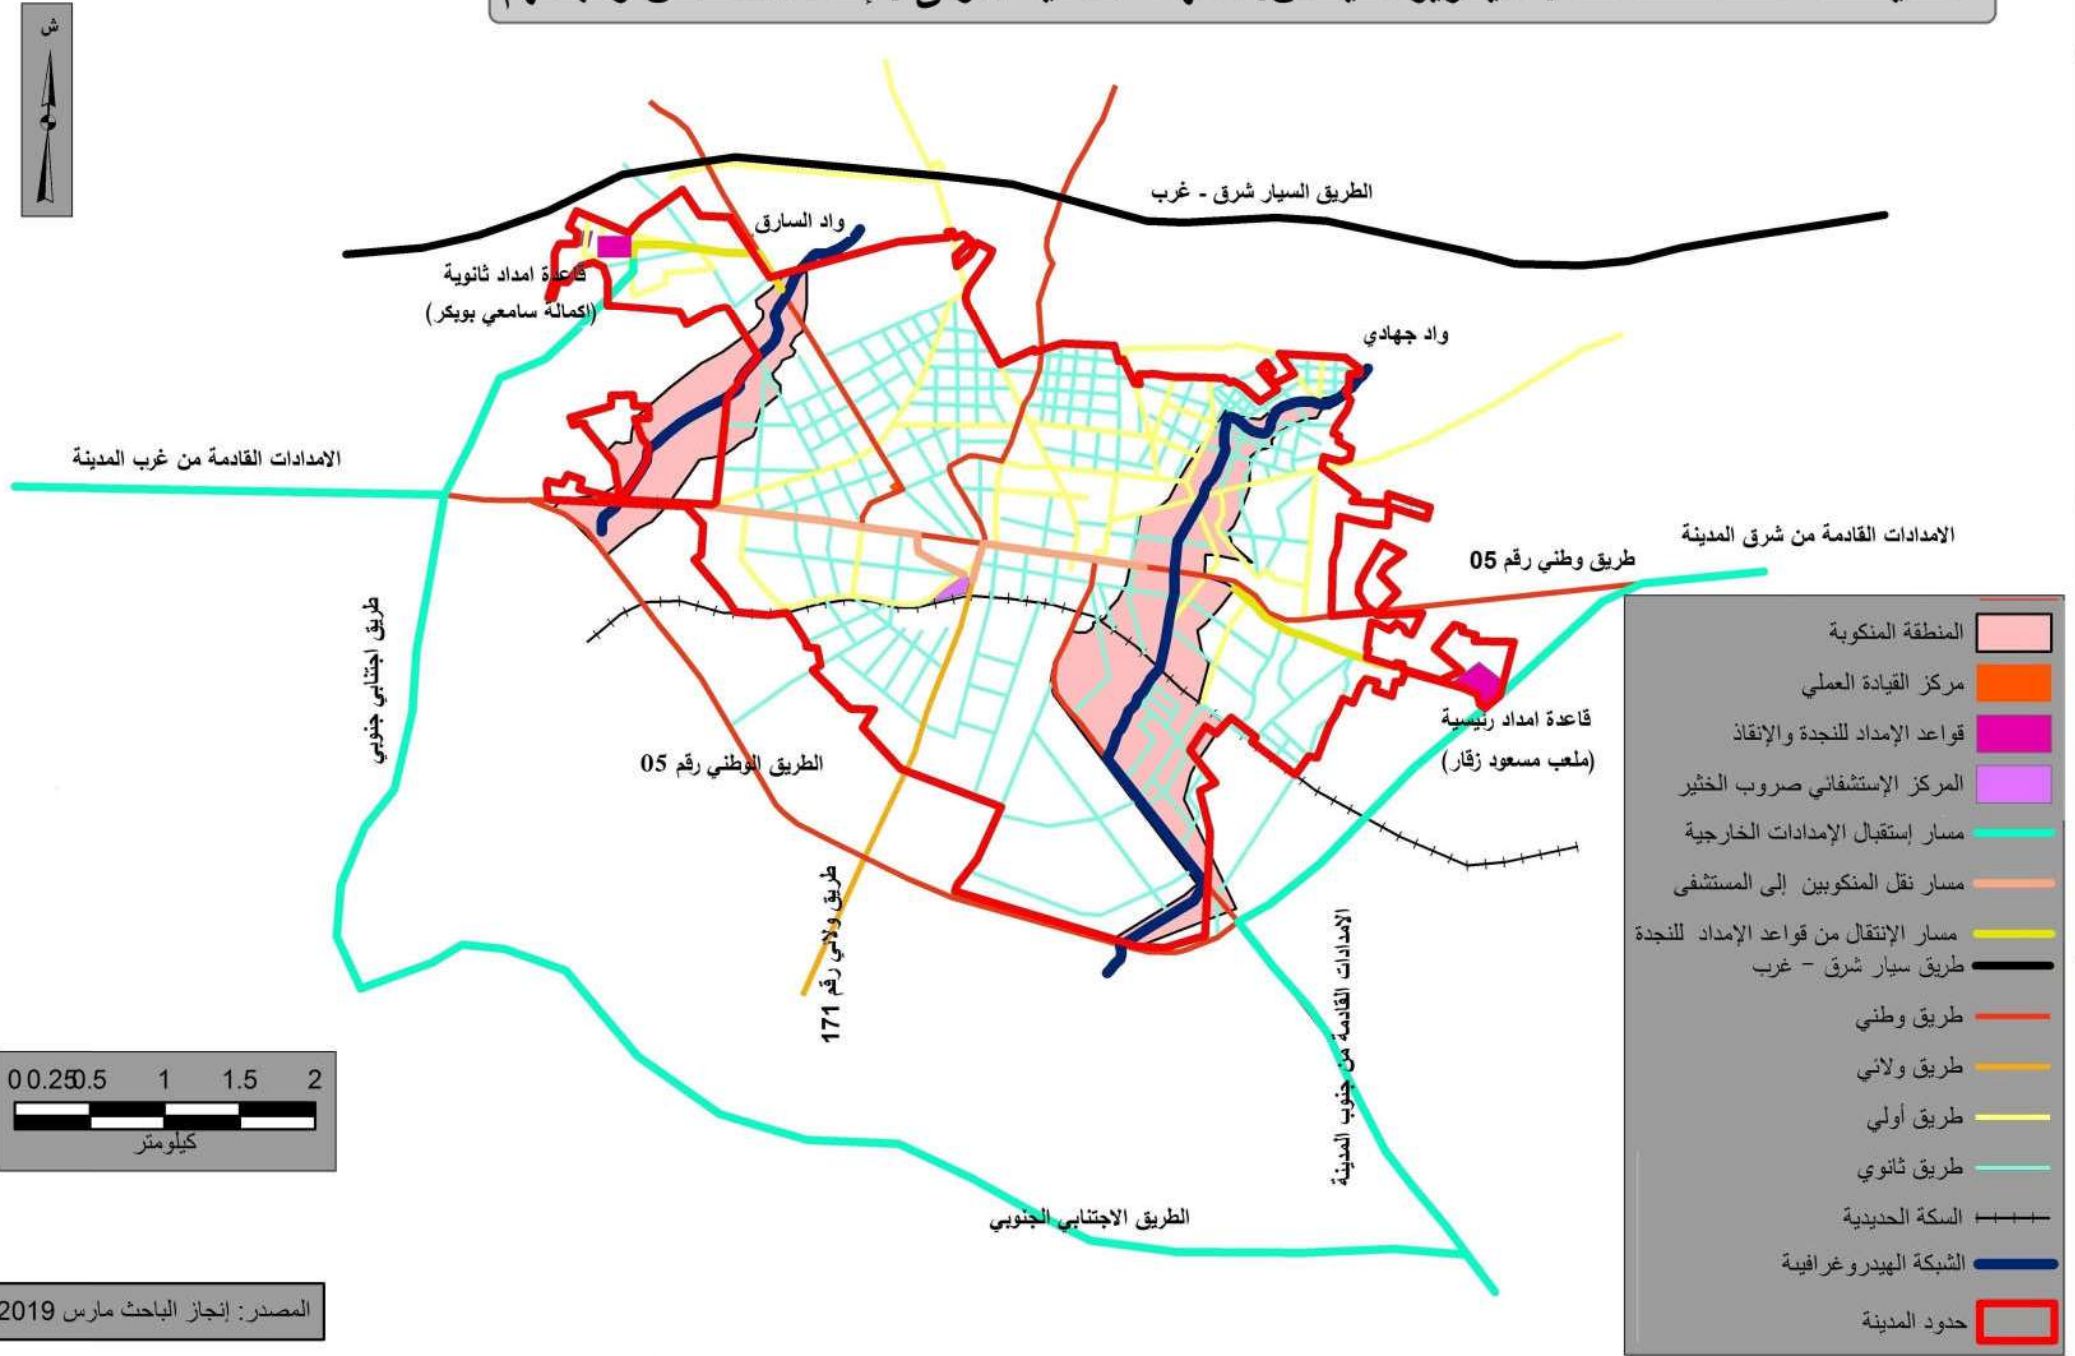 ش
الطريق السيار شرق - غرب
واد السارق
قاعدة امداد ثانوية
(اكمالة سامعي بوبكر)
واد جهادي
الامدادات القادمة من غرب المدينة
الامدادات القادمة من شرق المدينة
طريق وطني رقم 05
طريق اجتنابي جنوبي
قاعدة امداد رئيسية
(ملعب مسعود زقار)
الطريق الوطني رقم 05
طريق ولائي رقم 171
الامدادات القادمة من جنوب المدينة
الطريق الاجتنابي الجنوبي
المنطقة المنكوبة
مركز القيادة العملي
قواعد الإمداد للنجدة والإنقاذ
المركز الإستشفائي صروب الخثير
مسار إستقبال الإمدادات الخارجية
مسار نقل المنكوبين إلى المستشفى
مسار الإنتقال من قواعد الإمداد للنجدة
طريق سيار شرق - غرب
طريق وطني
طريق ولائي
طريق أولي
طريق ثانوي
السكة الحديدية
الشبكة الهيدروغرافيية
حدود المدينة
0 0.25 0.5 1 1.5 2
كيلومتر
المصدر: إنجاز الباحث مارس 2019